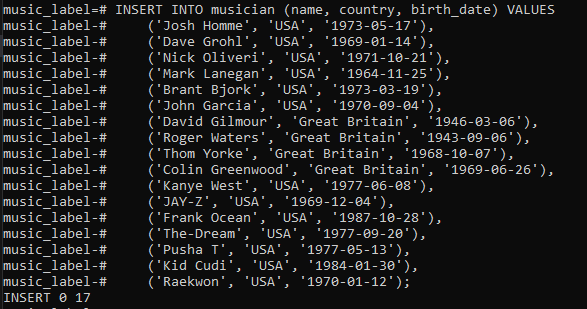 music_label=# INSERT INTO musician (name, country, birth_date) VALUES
music_label-#     ('Josh Homme', 'USA', '1973-05-17'),
music_label-#     ('Dave Grohl', 'USA', '1969-01-14'),
music_label-#     ('Nick Oliveri', 'USA', '1971-10-21'),
music_label-#     ('Mark Lanegan', 'USA', '1964-11-25'),
music_label-#     ('Brant Bjork', 'USA', '1973-03-19'),
music_label-#     ('John Garcia', 'USA', '1970-09-04'),
music_label-#     ('David Gilmour', 'Great Britain', '1946-03-06'),
music_label-#     ('Roger Waters', 'Great Britain', '1943-09-06'),
music_label-#     ('Thom Yorke', 'Great Britain', '1968-10-07'),
music_label-#     ('Colin Greenwood', 'Great Britain', '1969-06-26'),
music_label-#     ('Kanye West', 'USA', '1977-06-08'),
music_label-#     ('JAY-Z', 'USA', '1969-12-04'),
music_label-#     ('Frank Ocean', 'USA', '1987-10-28'),
music_label-#     ('The-Dream', 'USA', '1977-09-20'),
music_label-#     ('Pusha T', 'USA', '1977-05-13'),
music_label-#     ('Kid Cudi', 'USA', '1984-01-30'),
music_label-#     ('Raekwon', 'USA', '1970-01-12');
INSERT 0 17